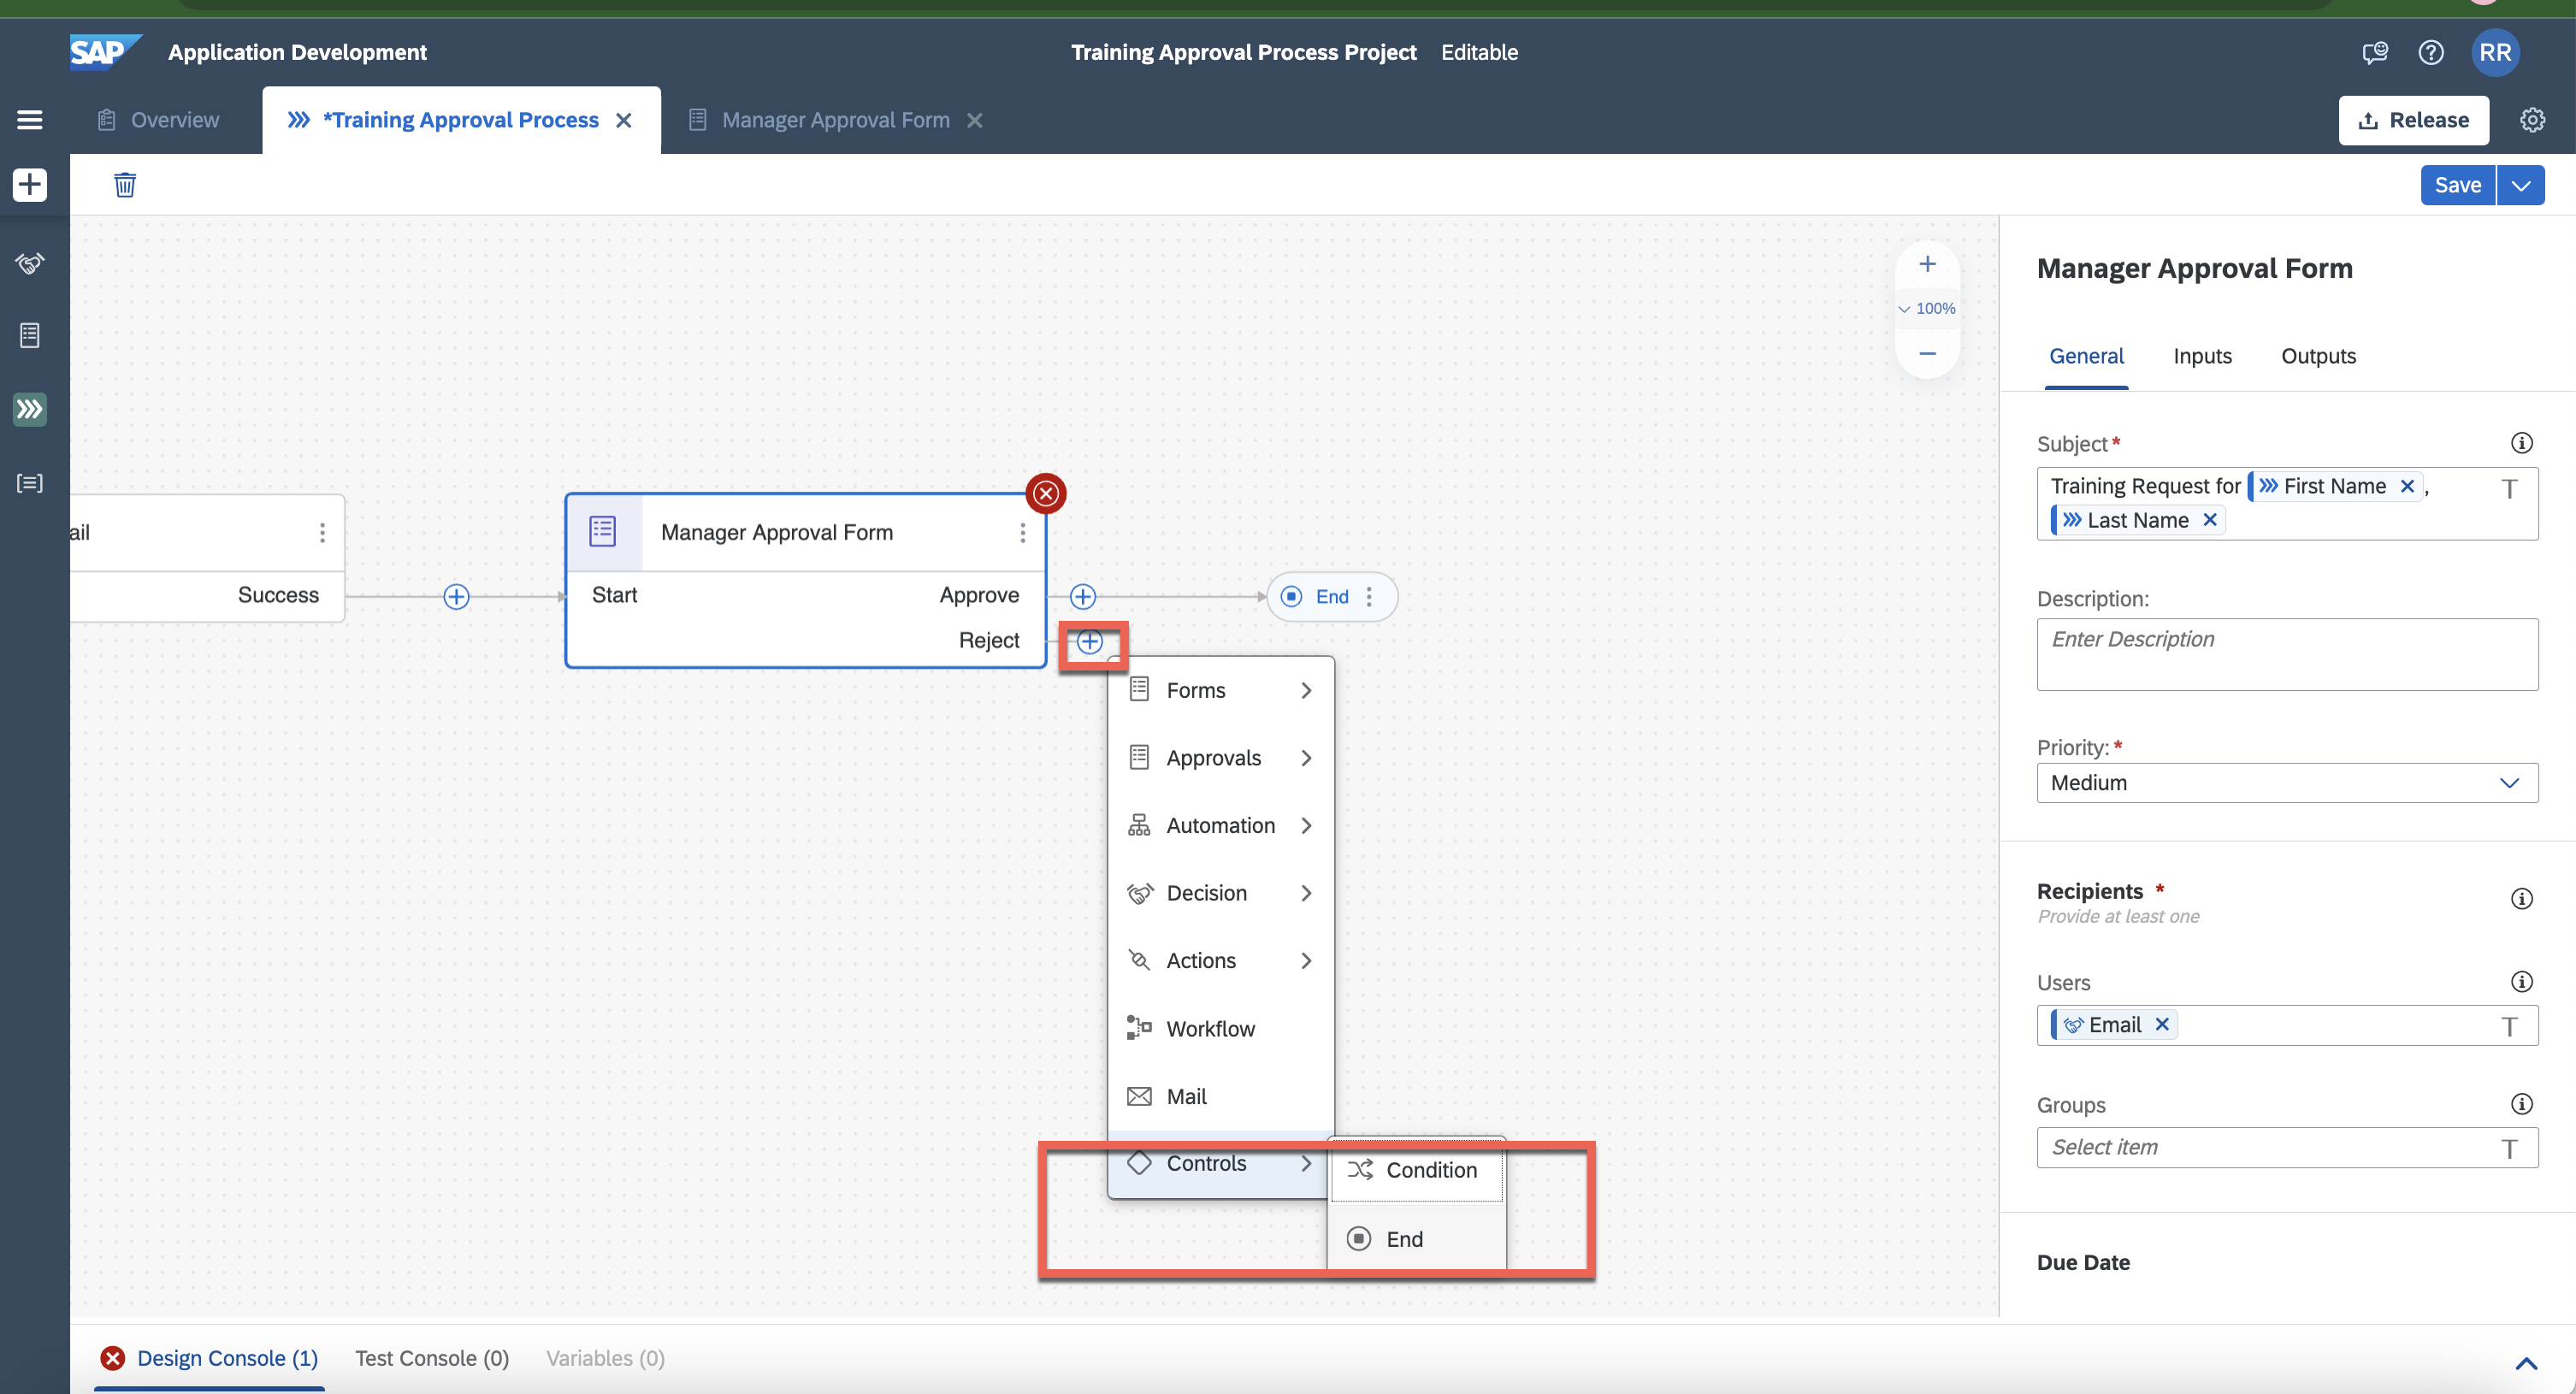 SAP Application Development
Training Approval Process Project Editable
RR
Overview
*Training Approval Process
Manager Approval Form
Release
Save
100%
ail
Success
Manager Approval Form
Start
Approve
Reject
End
Forms
Approvals
Automation
Decision
Actions
Workflow
Mail
Controls
Condition
End
Manager Approval Form
General Inputs Outputs
Subject*
Training Request for First Name ,
Last Name
Description:
Enter Description
Priority:*
Medium
Recipients *
Provide at least one
Users
Email
Groups
Select item
Due Date
Design Console (1) Test Console (0) Variables (0)